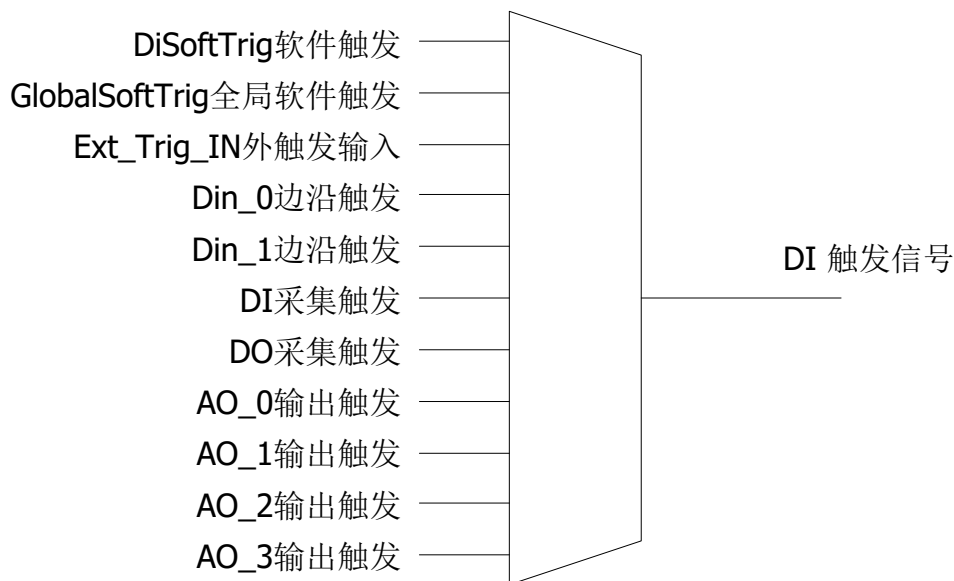 DiSoftTrig软件触发
GlobalSoftTrig全局软件触发
Ext_Trig_IN外触发输入
Din_0边沿触发
Din_1边沿触发
DI采集触发
DO采集触发
AO_0输出触发
AO_1输出触发
AO_2输出触发
AO_3输出触发
DI 触发信号